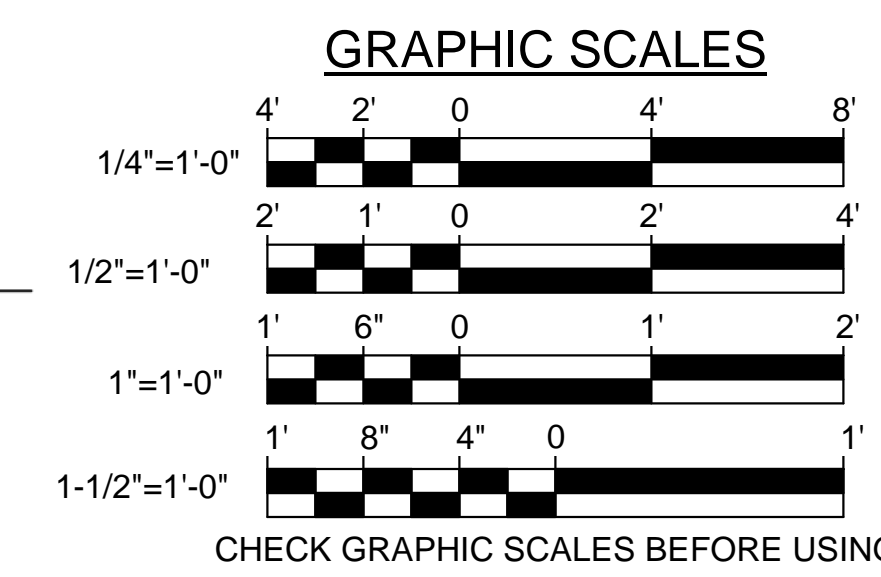 GRAPHIC SCALES
4' 2' 0 4' 8'
1/4"=1'-0"
2' 1' 0 2' 4'
1/2"=1'-0"
1' 6" 0 1' 2'
1"=1'-0"
1' 8" 4" 0 1'
1-1/2"=1'-0"
CHECK GRAPHIC SCALES BEFORE USING